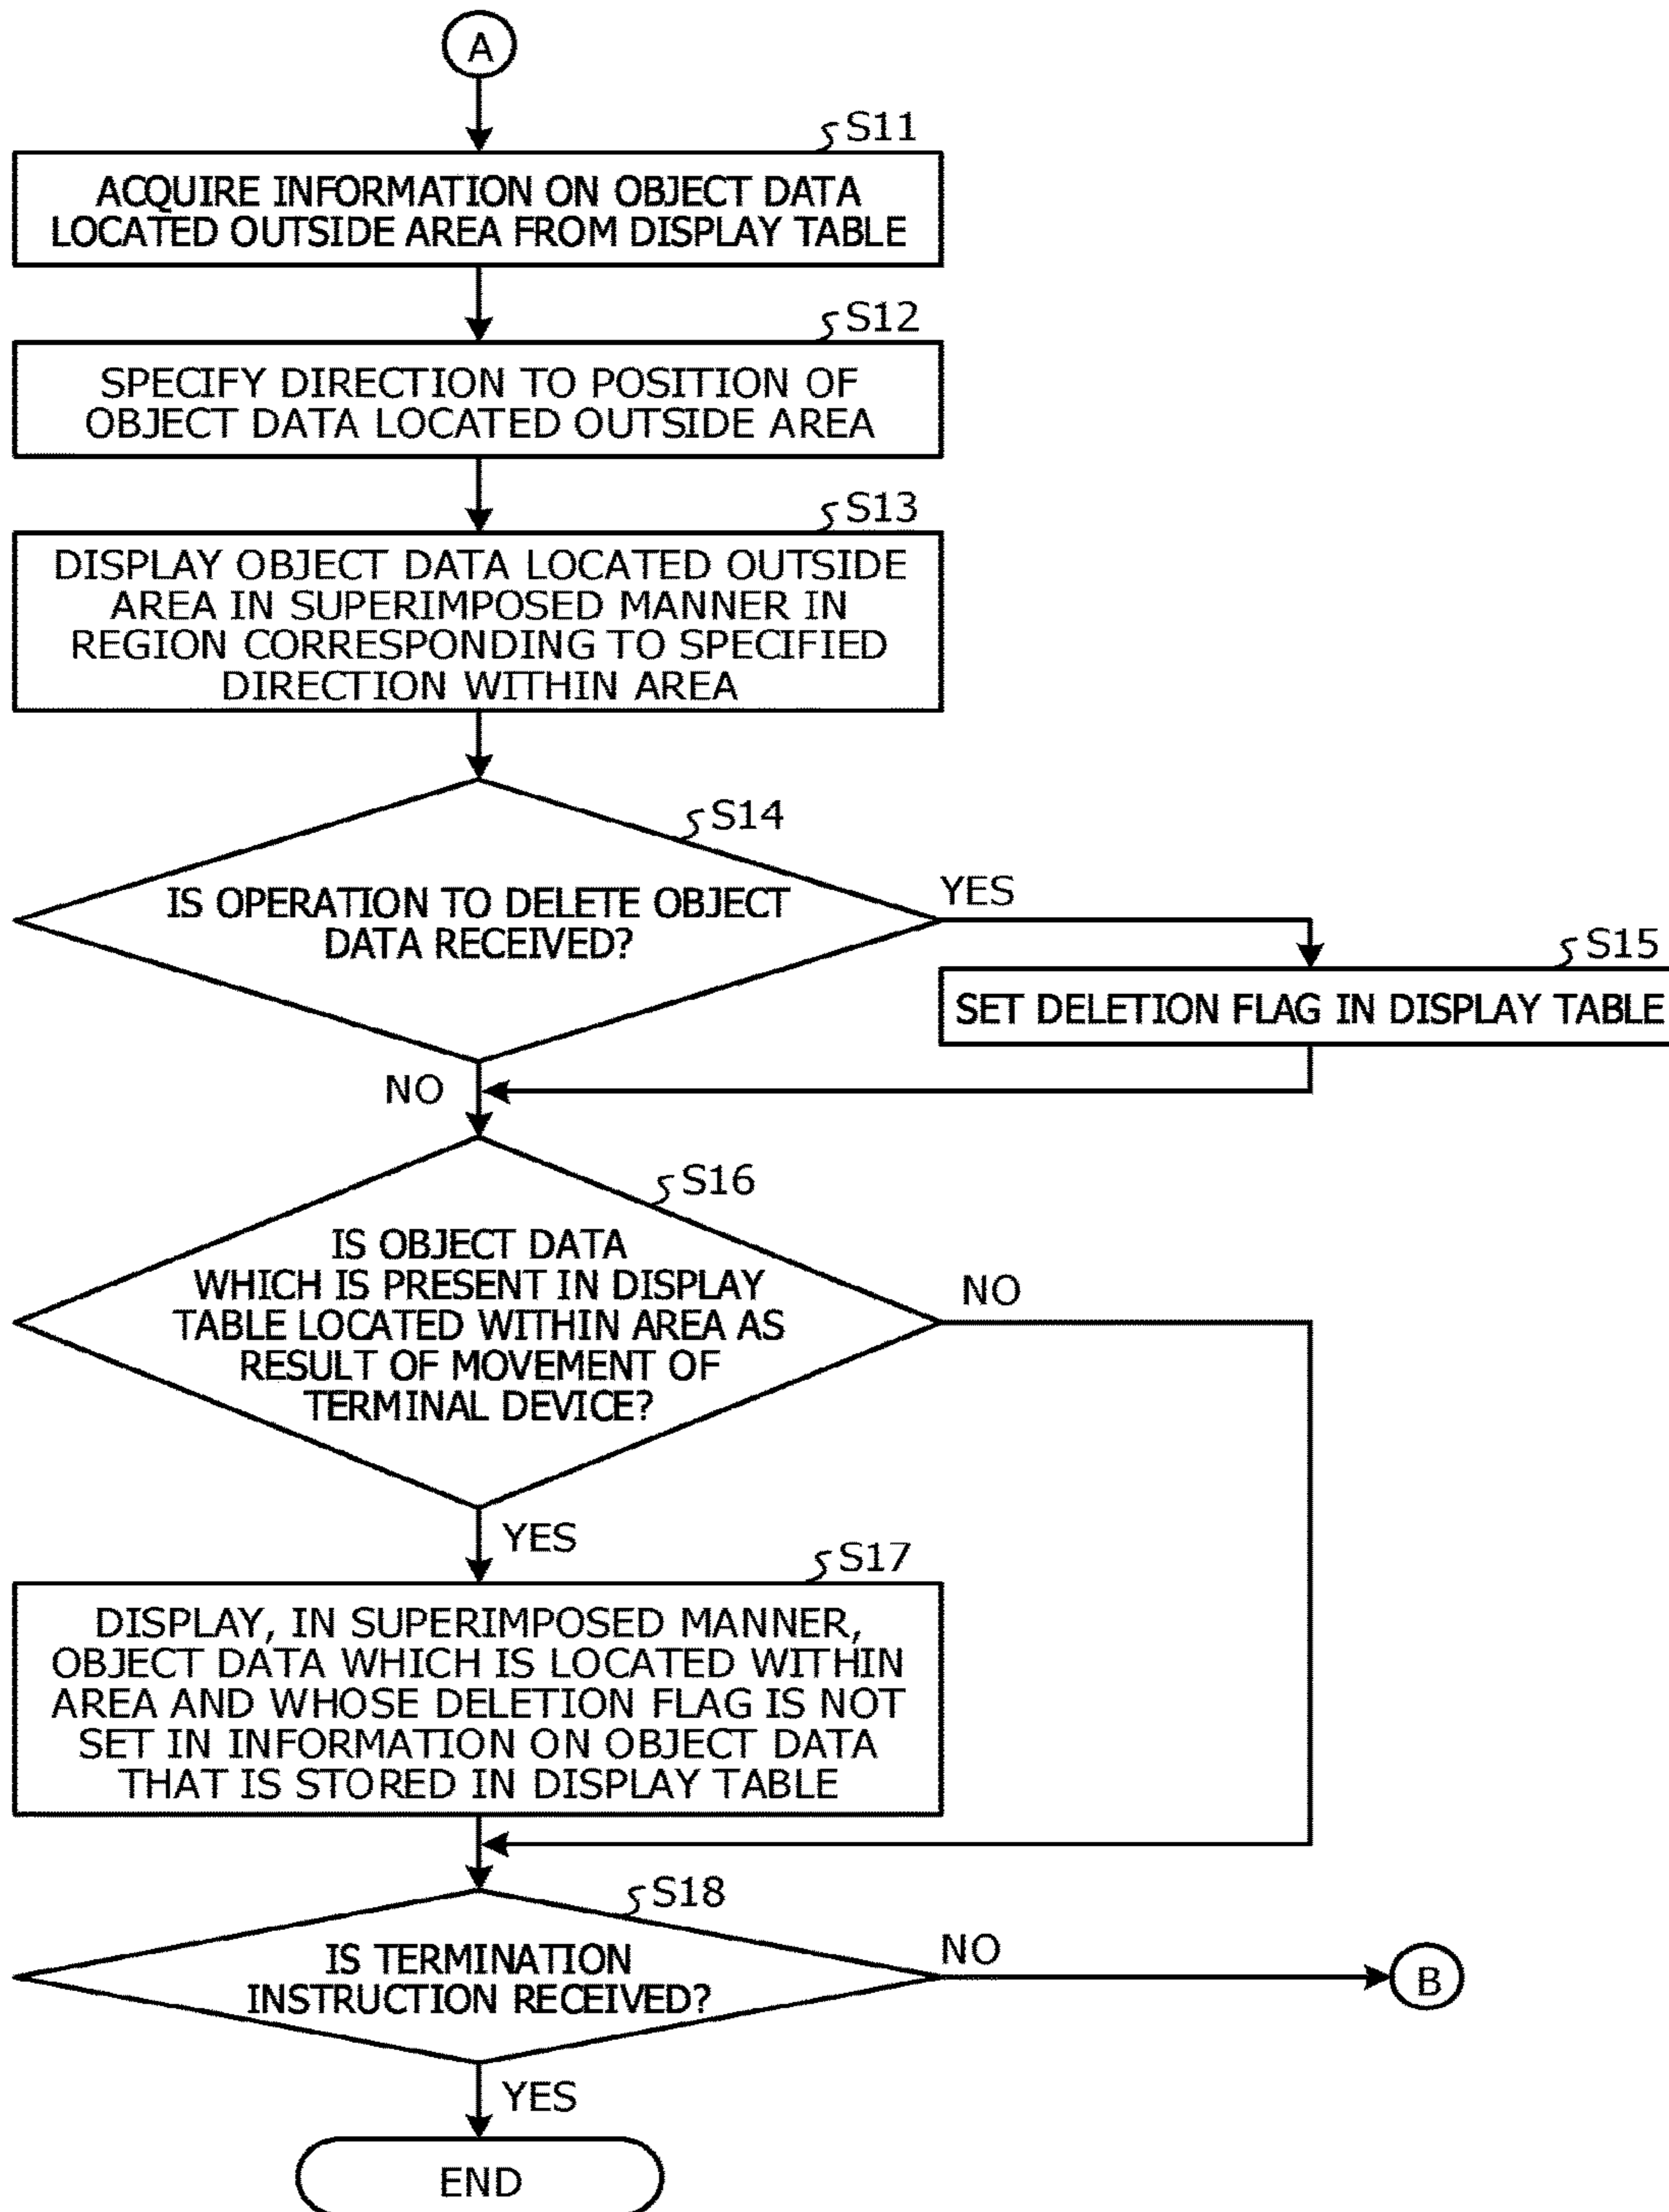 A
S11
ACQUIRE INFORMATION ON OBJECT DATA
LOCATED OUTSIDE AREA FROM DISPLAY TABLE
S12
SPECIFY DIRECTION TO POSITION OF
OBJECT DATA LOCATED OUTSIDE AREA
S13
DISPLAY OBJECT DATA LOCATED OUTSIDE
AREA IN SUPERIMPOSED MANNER IN
REGION CORRESPONDING TO SPECIFIED
DIRECTION WITHIN AREA
S14
IS OPERATION TO DELETE OBJECT
DATA RECEIVED?
YES
S15
SET DELETION FLAG IN DISPLAY TABLE
NO
S16
IS OBJECT DATA
WHICH IS PRESENT IN DISPLAY
TABLE LOCATED WITHIN AREA AS
RESULT OF MOVEMENT OF
TERMINAL DEVICE?
NO
YES
S17
DISPLAY, IN SUPERIMPOSED MANNER,
OBJECT DATA WHICH IS LOCATED WITHIN
AREA AND WHOSE DELETION FLAG IS NOT
SET IN INFORMATION ON OBJECT DATA
THAT IS STORED IN DISPLAY TABLE
S18
IS TERMINATION
INSTRUCTION RECEIVED?
NO
B
YES
END